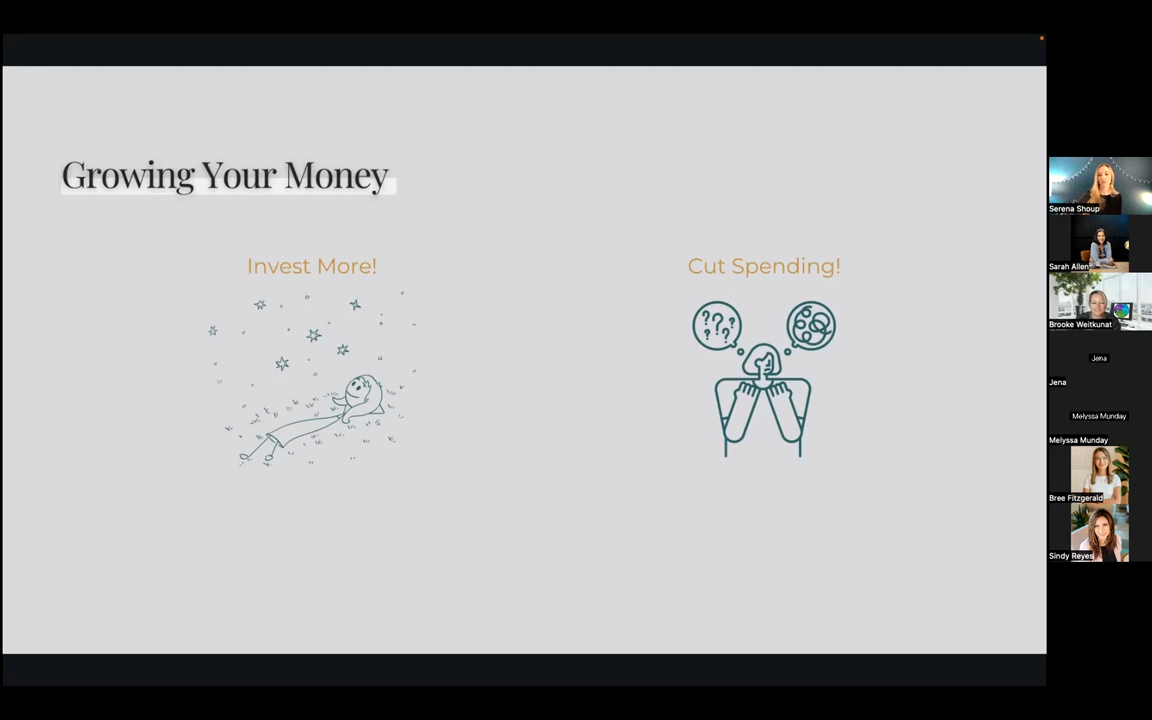 Growing Your Money
Invest More!
Cut Spending!
? ? ? ? ?
Serena Shoup
Sarah Allen
Brooke Weitkunat
Jena
Jena
Melyssa Munday
Melyssa Munday
Bree Fitzgerald
Sindy Reyes